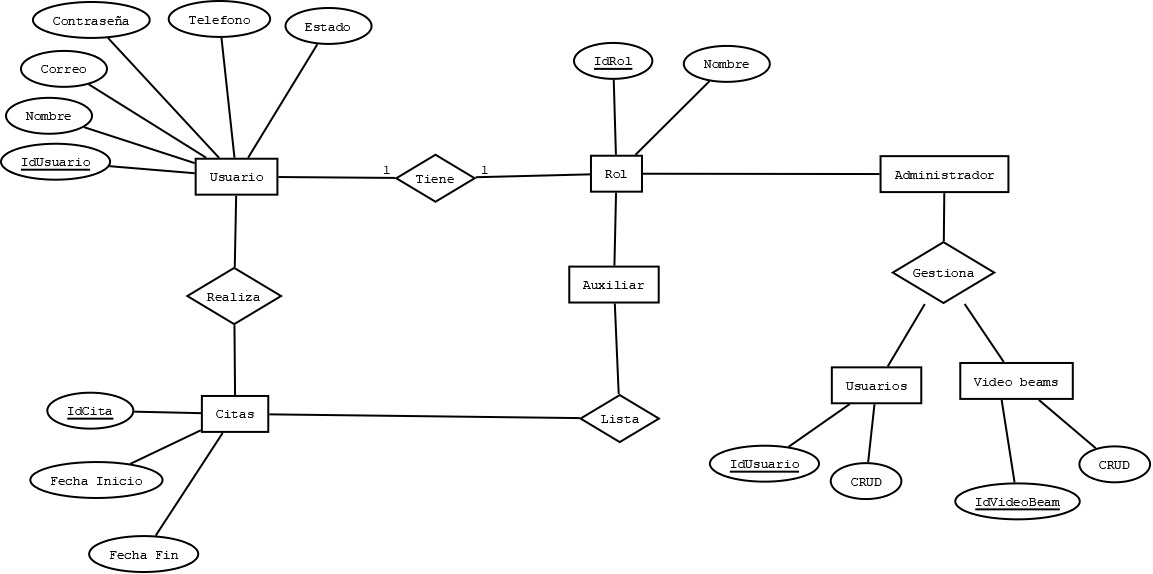 Contraseña
Telefono
Estado
Correo
Nombre
IdUsuario
Usuario
1
Tiene
1
IdRol
Nombre
Rol
Administrador
Realiza
Auxiliar
Gestiona
Usuarios
Video beams
IdCita
Citas
Lista
IdUsuario
CRUD
IdVideoBeam
CRUD
Fecha Inicio
Fecha Fin